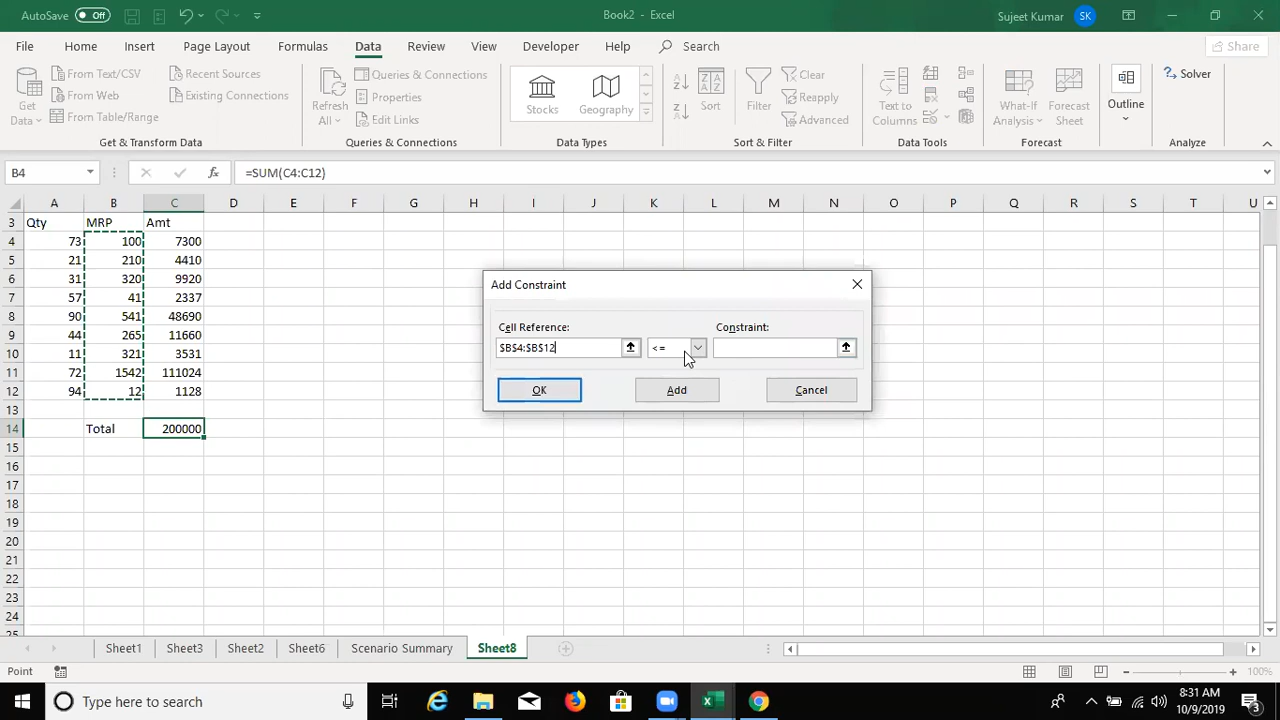 AutoSave Off Book2 - Excel Sujeet Kumar SK
File Home Insert Page Layout Formulas Data Review View Developer Help Search Share
Get Data
From Text/CSV
From Web
From Table/Range
Recent Sources
Existing Connections
Get & Transform Data
Refresh All
Queries & Connections
Properties
Edit Links
Queries & Connections
Stocks Geography
Data Types
Sort
Filter
Clear
Reapply
Advanced
Sort & Filter
Text to Columns
Data Tools
What-If Analysis
Forecast Sheet
Forecast
Outline
Solver
Analyze
B4 fx =SUM(C4:C12)
A B C D E F G H I J K L M N O P Q R S T U
3 Qty MRP Amt
4 73 100 7300
5 21 210 4410
6 31 320 9920
7 57 41 2337
8 90 541 48690
9 44 265 11660
10 11 321 3531
11 72 1542 111024
12 94 12 1128
13
14 Total 200000
15
16
17
18
19
20
21
22
23
24
25
Add Constraint
Cell Reference: Constraint:
$B$4:$B$12 <=
OK Add Cancel
Sheet1 Sheet3 Sheet2 Sheet6 Scenario Summary Sheet8
Point 100%
Type here to search
8:31 AM
10/9/2019
3